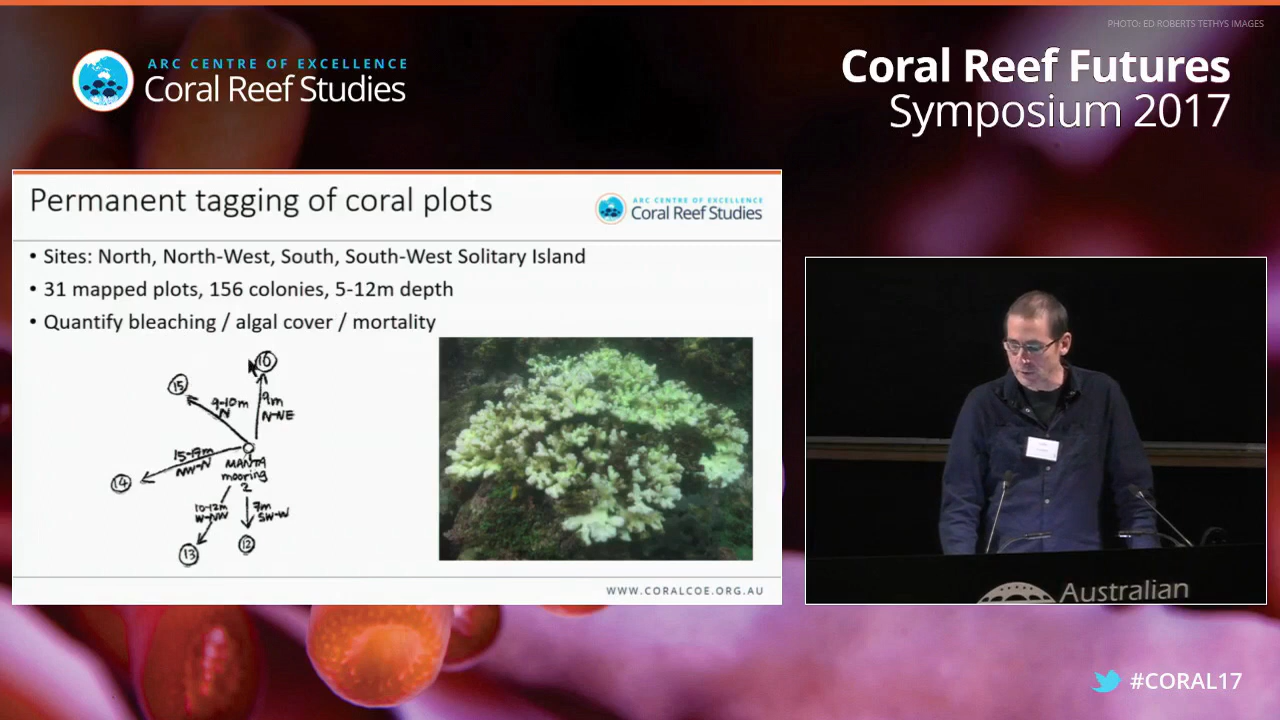 PHOTO: ED ROBERTS TETHYS IMAGES
ARC CENTRE OF EXCELLENCE
Coral Reef Studies
Coral Reef Futures
Symposium 2017
Permanent tagging of coral plots
ARC CENTRE OF EXCELLENCE
Coral Reef Studies
• Sites: North, North-West, South, South-West Solitary Island
• 31 mapped plots, 156 colonies, 5-12m depth
• Quantify bleaching / algal cover / mortality
16
15
9-10m
N
9m
N-NE
15-17m
NW-N
14
MANTA
mooring
2
10-12m
W-NW
7m
SW-W
13
12
WWW.CORALCOE.ORG.AU
Australian
#CORAL17